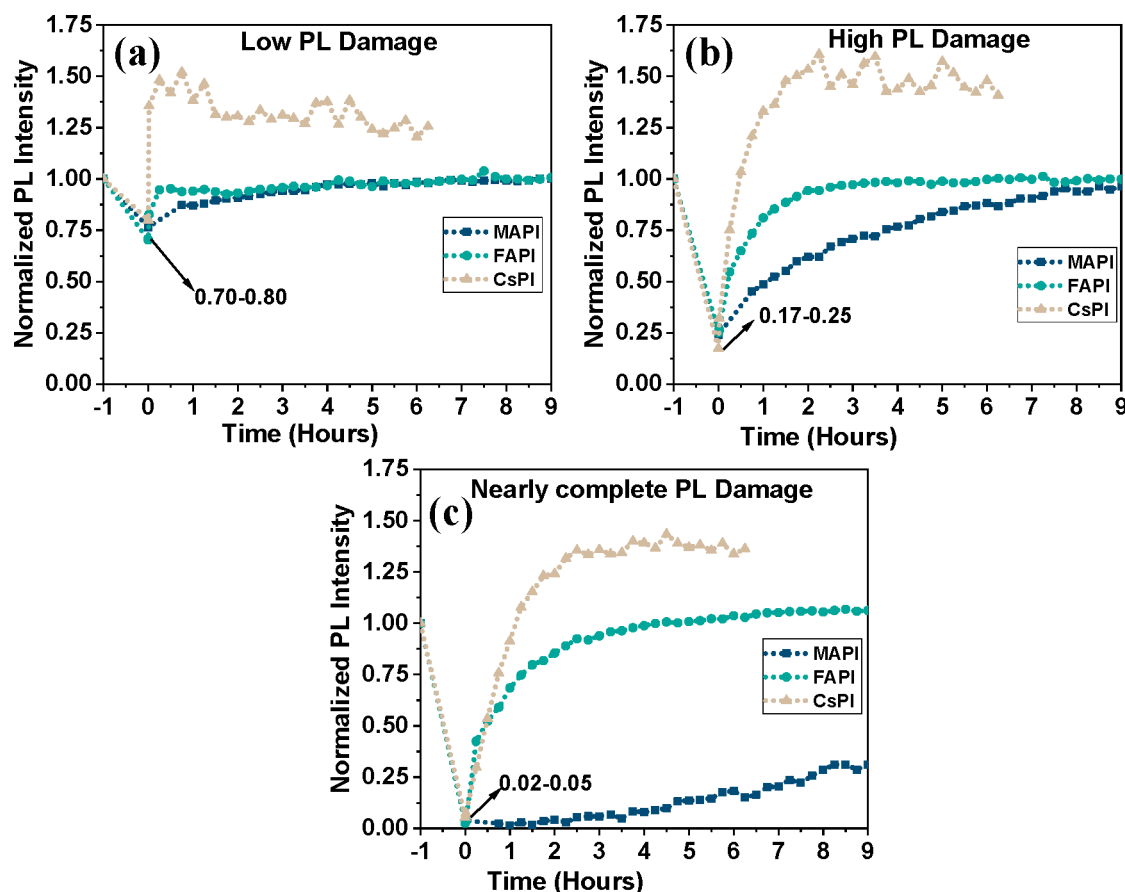 (a)
Low PL Damage
Normalized PL Intensity
1.75
1.50
1.25
1.00
0.75
0.50
0.25
0.00
MAPI
FAPI
CsPI
0.70-0.80
-1 0 1 2 3 4 5 6 7 8 9
Time (Hours)
(b)
High PL Damage
Normalized PL Intensity
1.75
1.50
1.25
1.00
0.75
0.50
0.25
0.00
MAPI
FAPI
CsPI
0.17-0.25
-1 0 1 2 3 4 5 6 7 8 9
Time (Hours)
(c)
Nearly complete PL Damage
Normalized PL Intensity
1.75
1.50
1.25
1.00
0.75
0.50
0.25
0.00
MAPI
FAPI
CsPI
0.02-0.05
-1 0 1 2 3 4 5 6 7 8 9
Time (Hours)